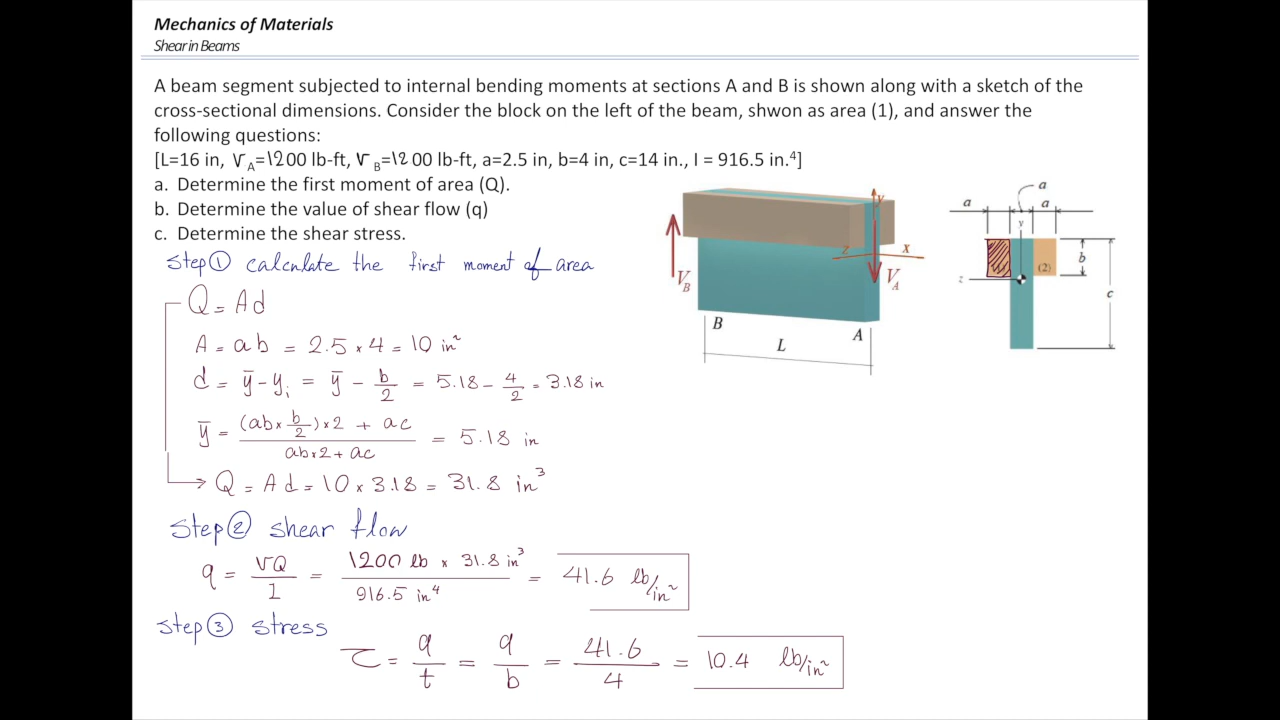 Mechanics of Materials
Shear in Beams
A beam segment subjected to internal bending moments at sections A and B is shown along with a sketch of the
cross-sectional dimensions. Consider the block on the left of the beam, shwon as area (1), and answer the
following questions:
[L=16 in, V_A=1200 lb-ft, V_B=1200 lb-ft, a=2.5 in, b=4 in, c=14 in., I = 916.5 in.⁴]
a. Determine the first moment of area (Q).
b. Determine the value of shear flow (q)
c. Determine the shear stress.
Step ① calculate the first moment of area
Q = Ad
A = ab = 2.5 × 4 = 10 in²
d = ȳ - y_i = ȳ - b/2 = 5.18 - 4/2 = 3.18 in
ȳ = ((ab × b/2) × 2 + ac) / (ab × 2 + ac) = 5.18 in
Q = Ad = 10 × 3.18 = 31.8 in³
Step ② shear flow
q = VQ/I = (1200 lb × 31.8 in³) / (916.5 in⁴) = 41.6 lb/in²
Step ③ stress
τ = q/t = q/b = 41.6/4 = 10.4 lb/in²
V_B
y
z
x
V_A
B
A
L
a
a
a
y
(2)
b
z
c